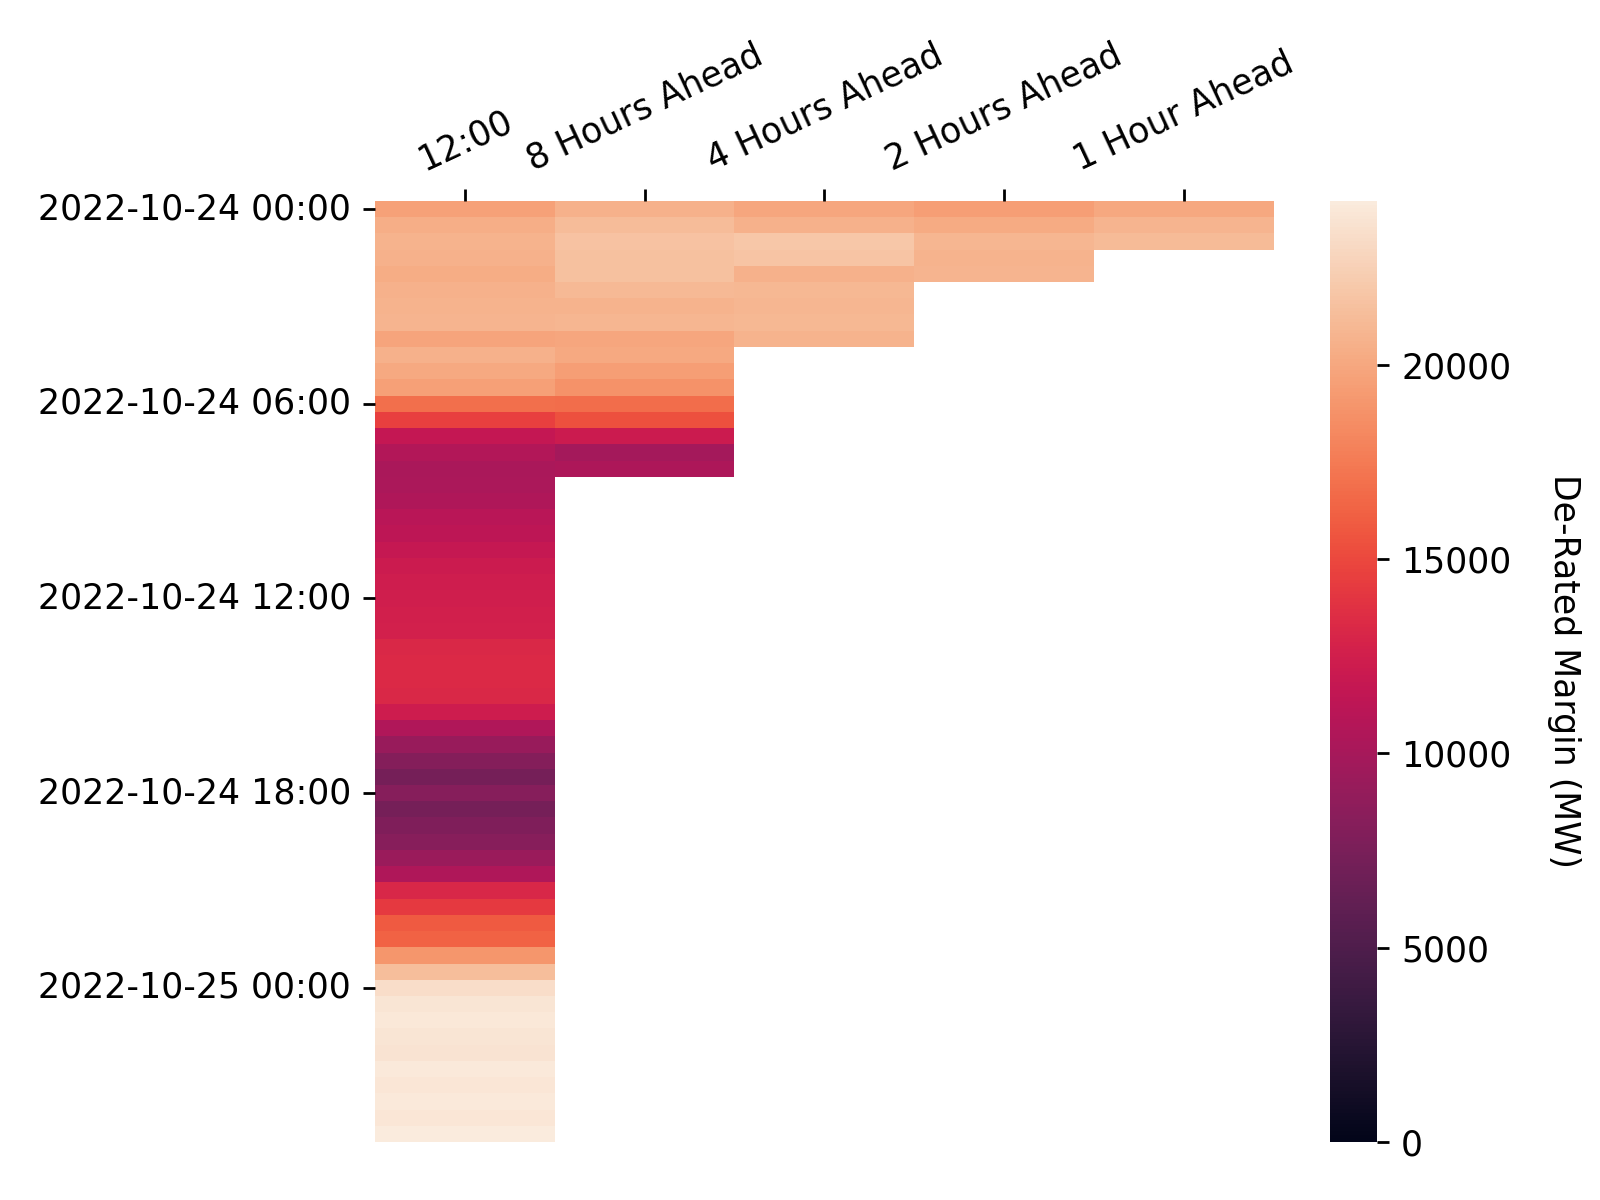 12:00
8 Hours Ahead
4 Hours Ahead
2 Hours Ahead
1 Hour Ahead
2022-10-24 00:00
2022-10-24 06:00
2022-10-24 12:00
2022-10-24 18:00
2022-10-25 00:00
20000
15000
10000
5000
0
De-Rated Margin (MW)